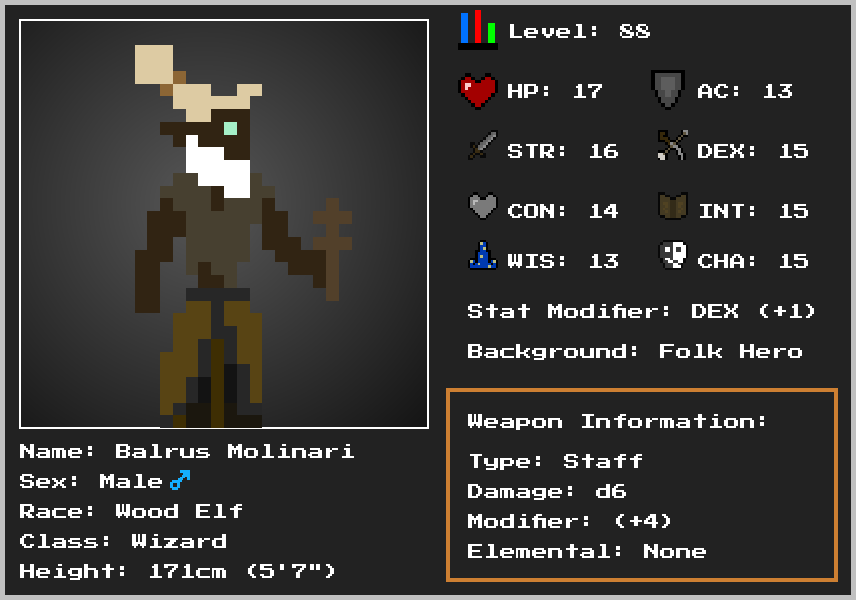 Level: 88
HP: 17
AC: 13
STR: 16
DEX: 15
CON: 14
INT: 15
WIS: 13
CHA: 15
Stat Modifier: DEX (+1)
Background: Folk Hero
Weapon Information:
Type: Staff
Damage: d6
Modifier: (+4)
Elemental: None
Name: Balrus Molinari
Sex: Male♂
Race: Wood Elf
Class: Wizard
Height: 171cm (5'7")